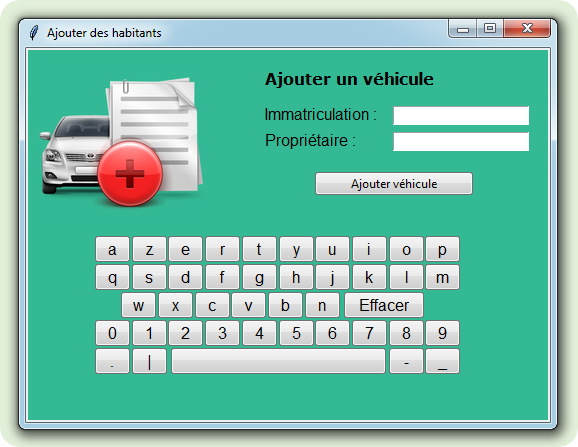 Ajouter des habitants
Ajouter un véhicule
Immatriculation :
Propriétaire :
Ajouter véhicule
a z e r t y u i o p
q s d f g h j k l m
w x c v b n Effacer
0 1 2 3 4 5 6 7 8 9
. | - _